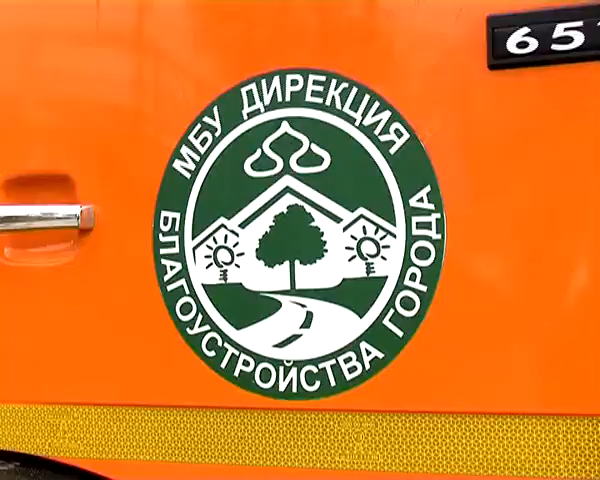 МБУ ДИРЕКЦИЯ
БЛАГОУСТРОЙСТВА ГОРОДА